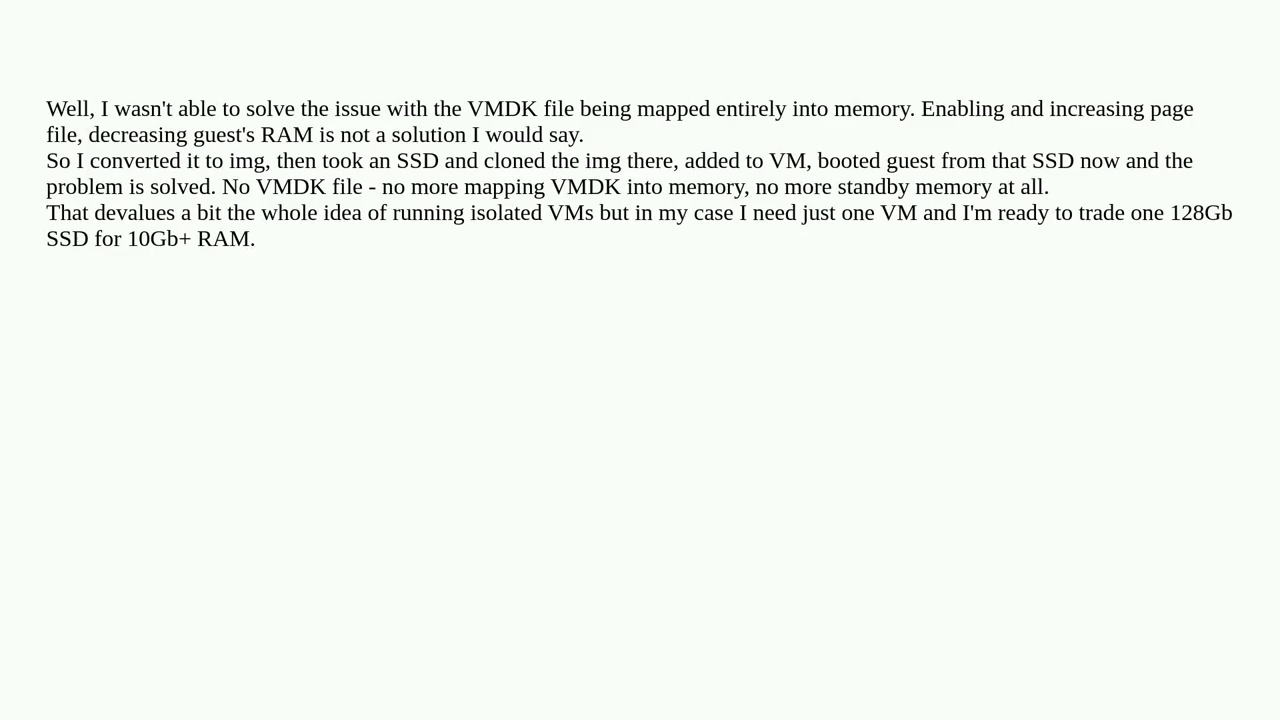 Well, I wasn't able to solve the issue with the VMDK file being mapped entirely into memory. Enabling and increasing page
file, decreasing guest's RAM is not a solution I would say.
So I converted it to img, then took an SSD and cloned the img there, added to VM, booted guest from that SSD now and the
problem is solved. No VMDK file - no more mapping VMDK into memory, no more standby memory at all.
That devalues a bit the whole idea of running isolated VMs but in my case I need just one VM and I'm ready to trade one 128Gb
SSD for 10Gb+ RAM.